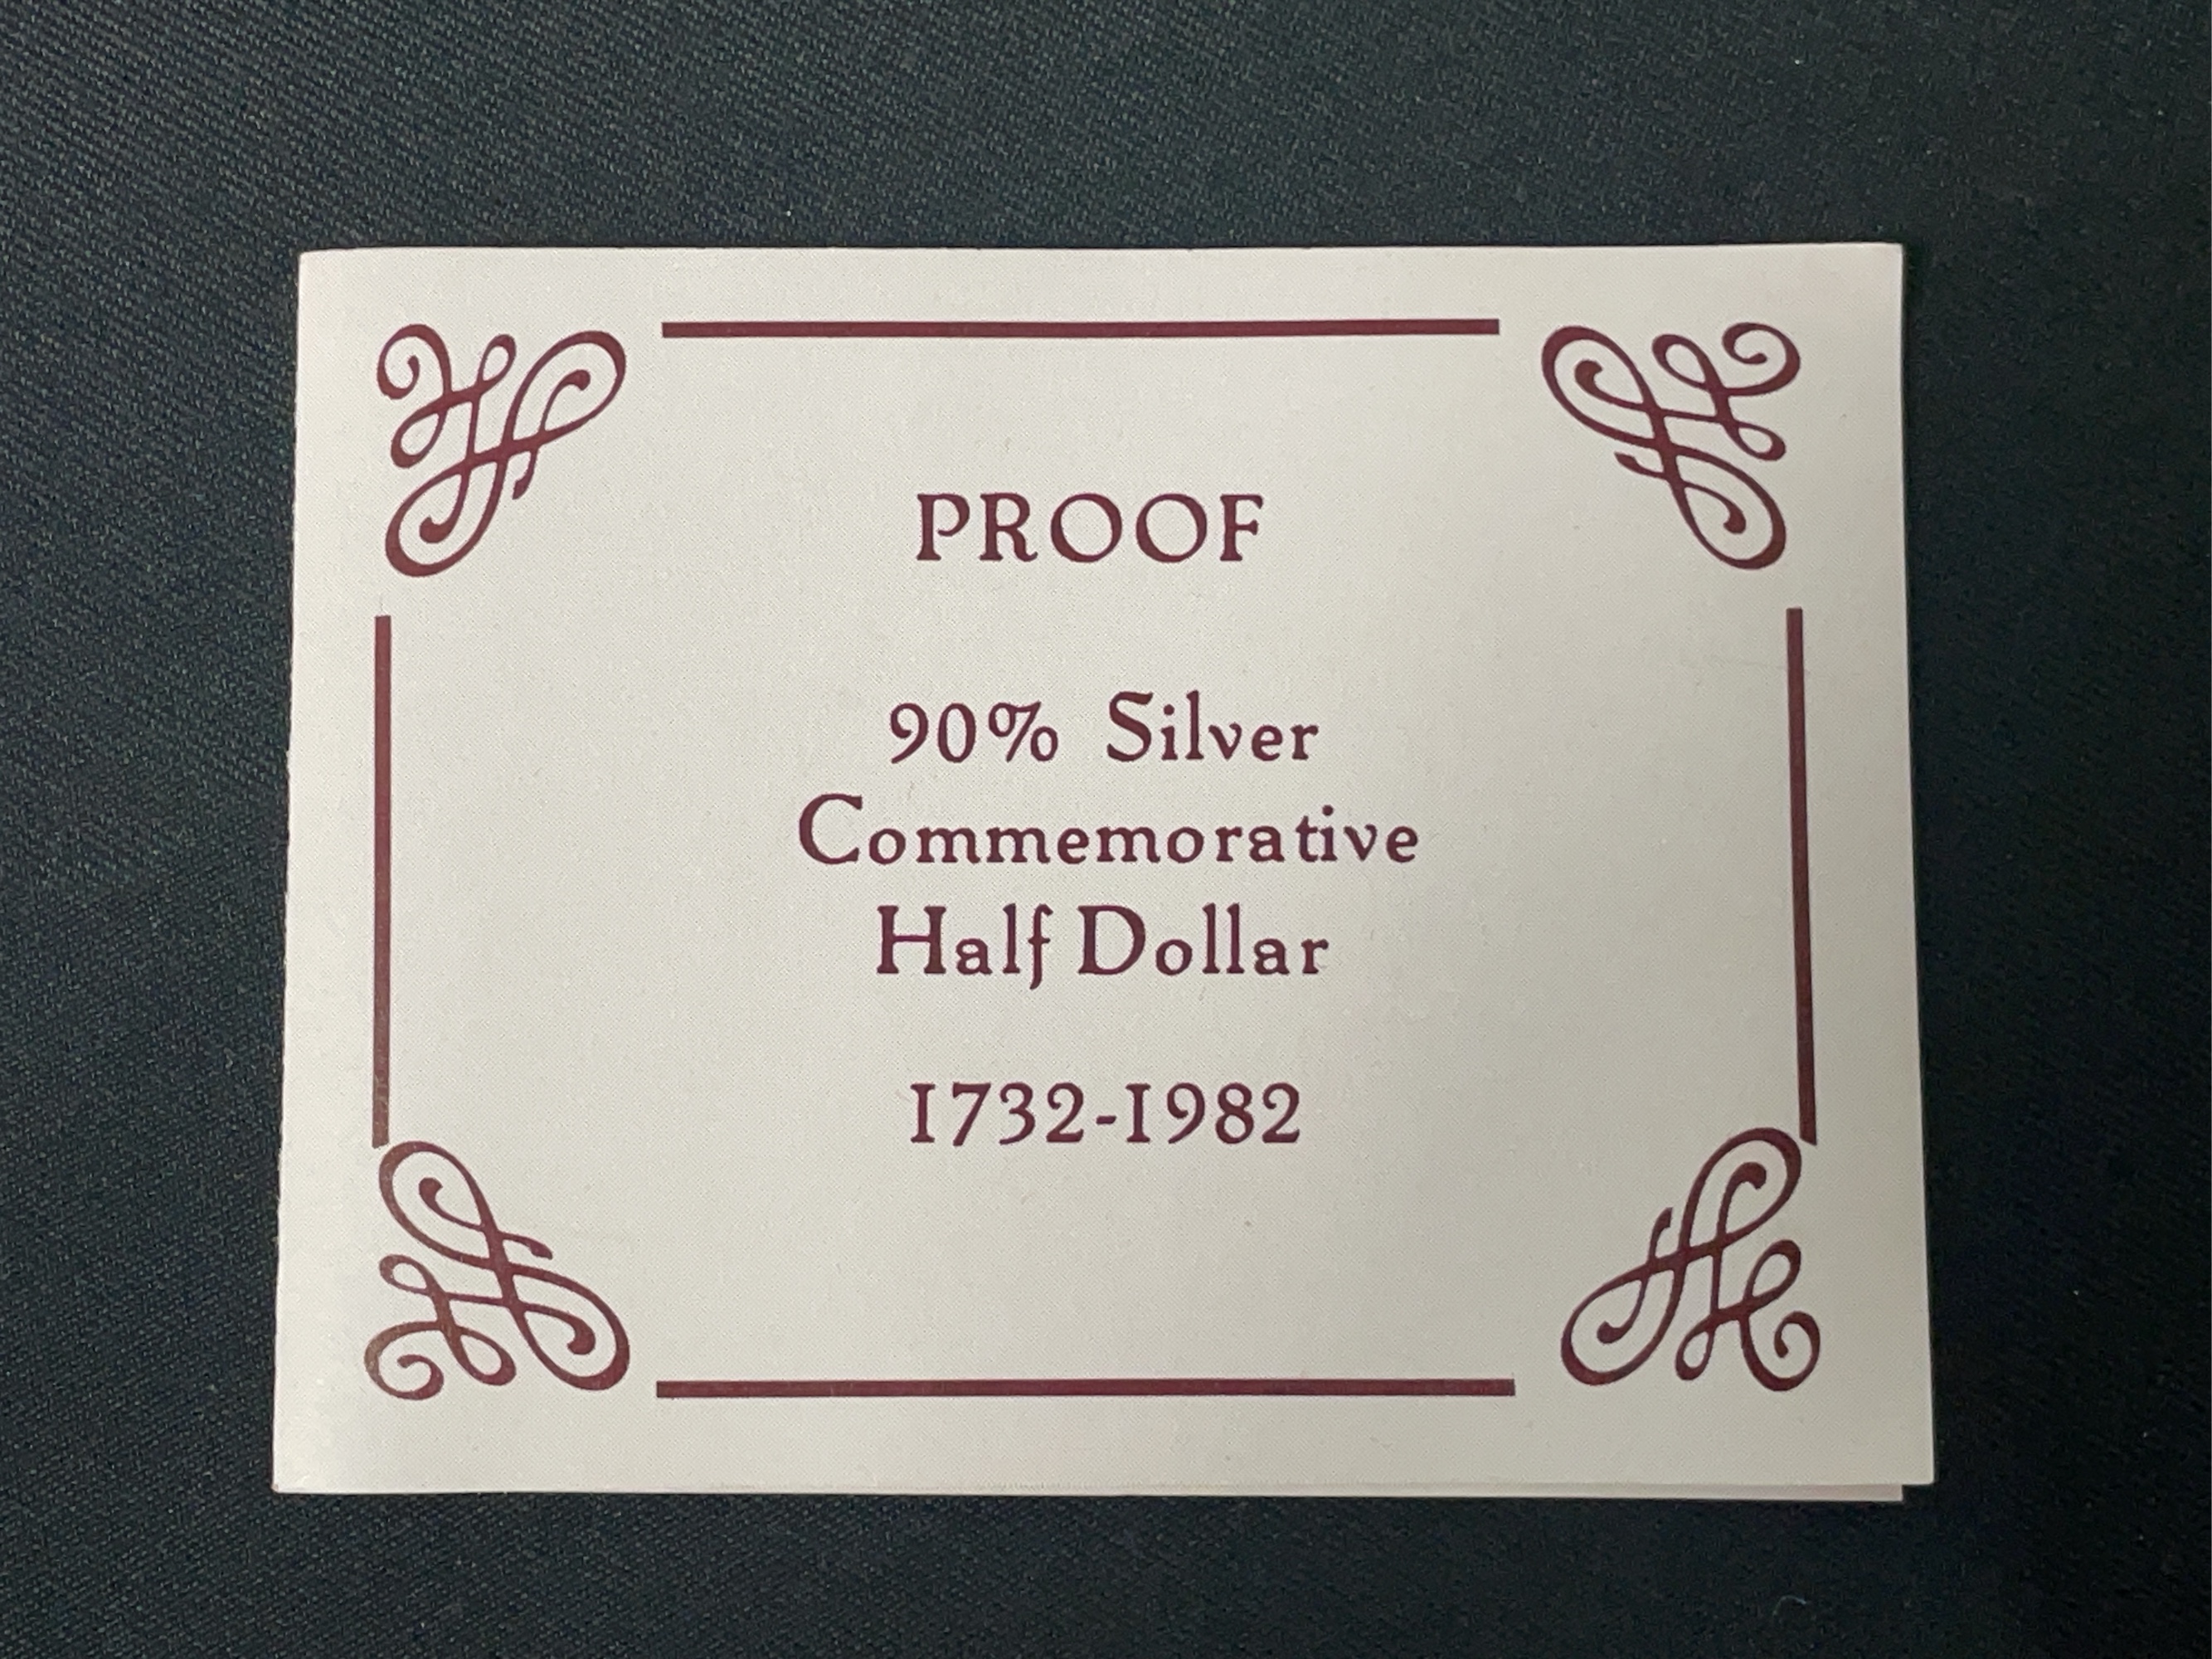 PROOF
90% Silver
Commemorative
Half Dollar
1732-1982